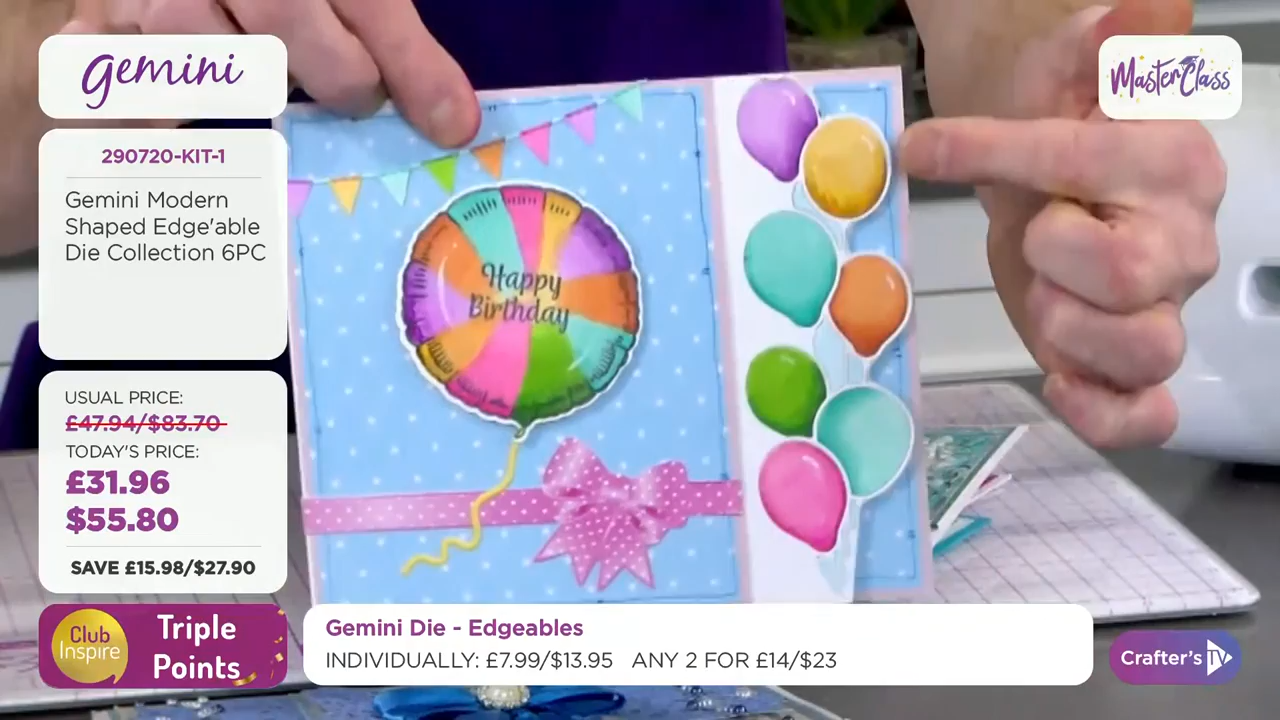 gemini
290720-KIT-1
Gemini Modern
Shaped Edge'able
Die Collection 6PC
USUAL PRICE:
£47.94/$83.70
TODAY'S PRICE:
£31.96
$55.80
SAVE £15.98/$27.90
Club
Inspire
Triple
Points
MasterClass
Happy
Birthday
Gemini Die - Edgeables
INDIVIDUALLY: £7.99/$13.95 ANY 2 FOR £14/$23
Crafter's TV